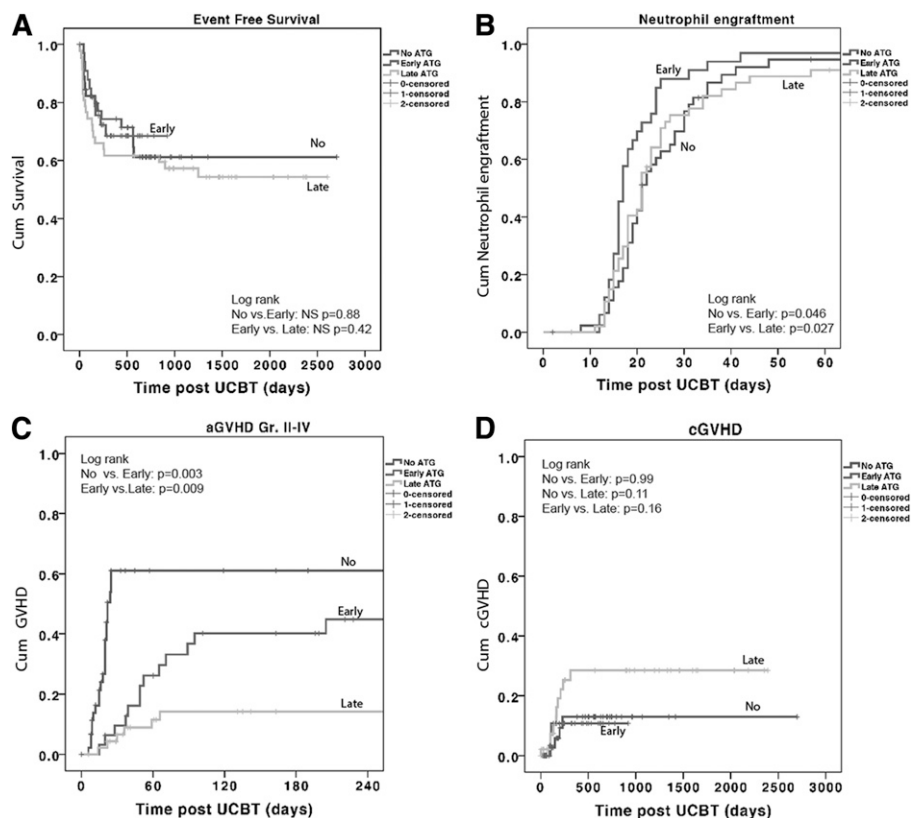 A
Event Free Survival
1.0
0.8
0.6
0.4
0.2
0.0
Cum Survival
Early
No
Late
Log rank
No vs.Early: NS p=0.88
Early vs. Late: NS p=0.42
0 500 1000 1500 2000 2500 3000
Time post UCBT (days)
No ATG
Early ATG
Late ATG
0-censored
1-censored
2-censored
B
Neutrophil engraftment
1.0
0.8
0.6
0.4
0.2
0.0
Cum Neutrophil engraftment
Early
Late
No
Log rank
No vs. Early: p=0.046
Early vs. Late: p=0.027
0 10 20 30 40 50 60
Time post UCBT (days)
No ATG
Early ATG
Late ATG
0-censored
1-censored
2-censored
C
aGVHD Gr. II-IV
Log rank
No vs. Early: p=0.003
Early vs.Late: p=0.009
1.0
0.8
0.6
0.4
0.2
0.0
Cum GVHD
No
Early
Late
0 60 120 180 240
Time post UCBT (days)
No ATG
Early ATG
Late ATG
0-censored
1-censored
2-censored
D
cGVHD
Log rank
No vs. Early: p=0.99
No vs. Late: p=0.11
Early vs. Late: p=0.16
1.0
0.8
0.6
0.4
0.2
0.0
Cum cGVHD
Late
No
Early
0 500 1000 1500 2000 2500 3000
Time post UCBT (days)
No ATG
Early ATG
Late ATG
0-censored
1-censored
2-censored